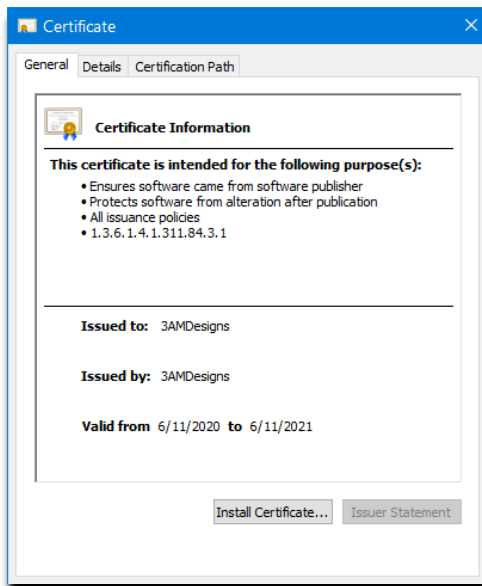 Certificate
General Details Certification Path
Certificate Information
This certificate is intended for the following purpose(s):
• Ensures software came from software publisher
• Protects software from alteration after publication
• All issuance policies
• 1.3.6.1.4.1.311.84.3.1
Issued to: 3AMDesigns
Issued by: 3AMDesigns
Valid from 6/11/2020 to 6/11/2021
Install Certificate... Issuer Statement